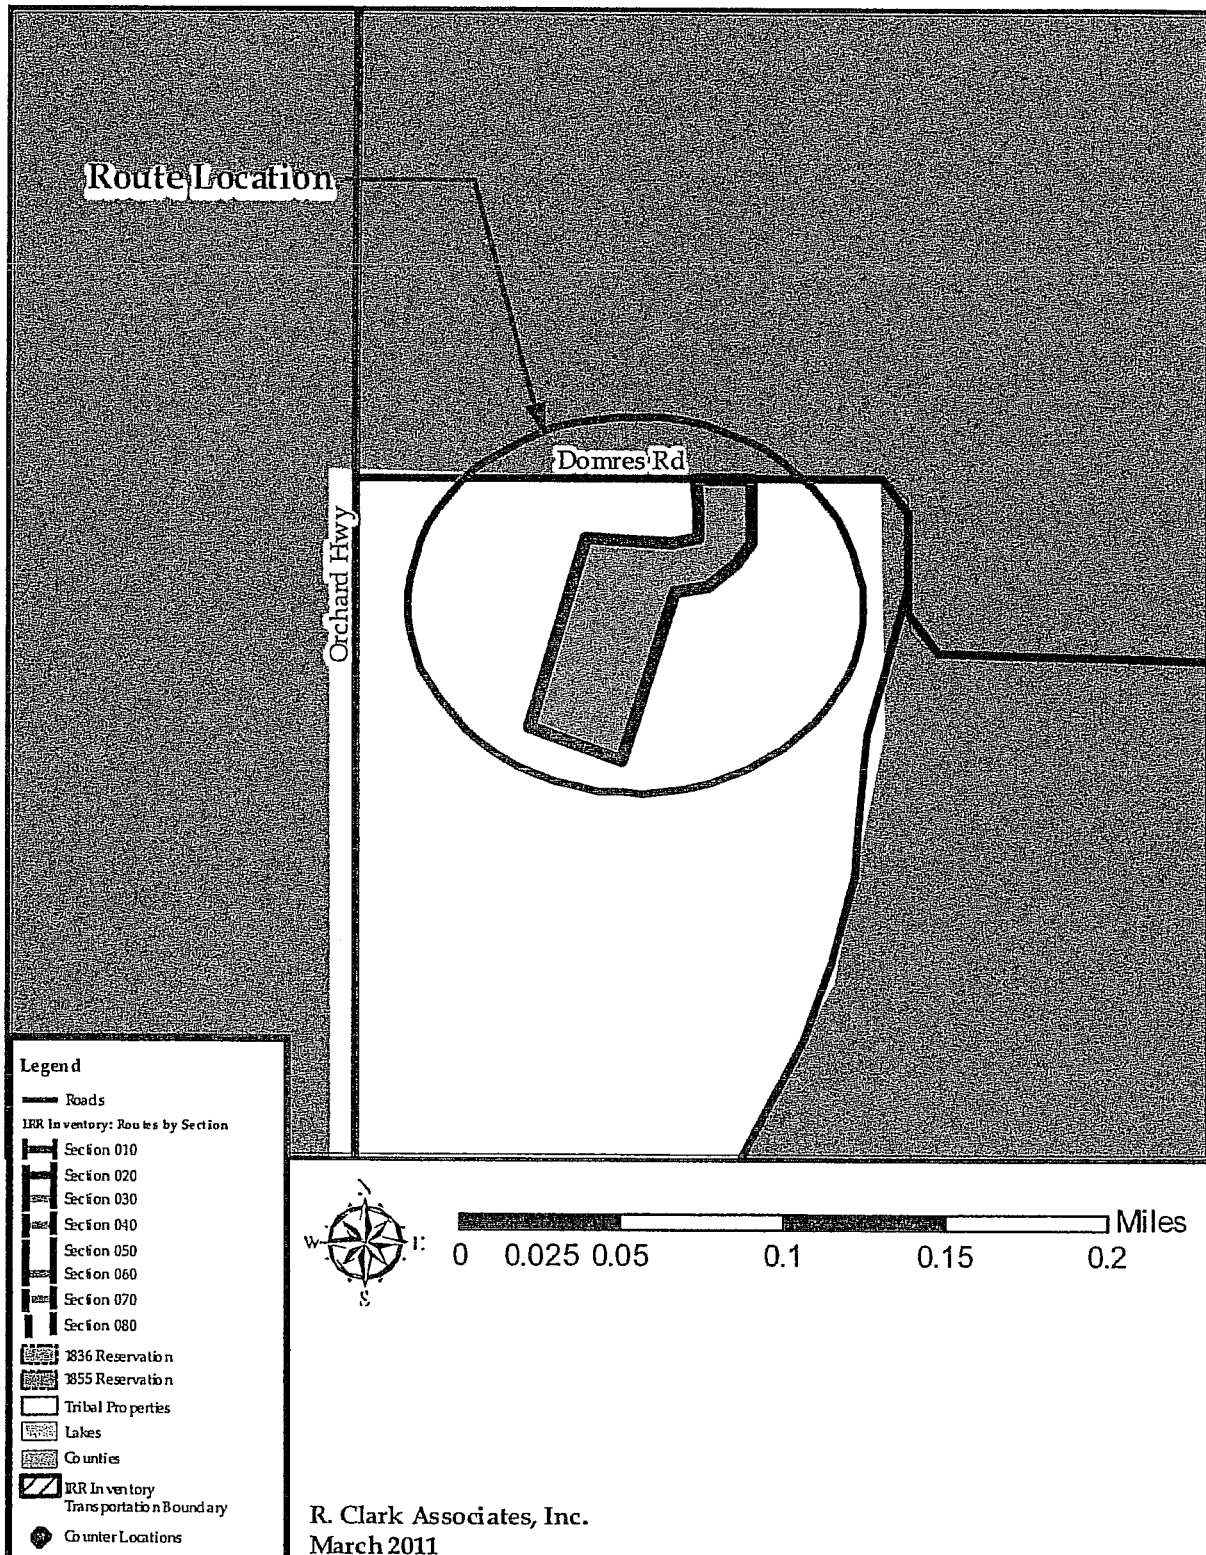 Route Location
Domres Rd
Orchard Hwy
Legend
Roads
IRR Inventory: Routes by Section
Section 010
Section 020
Section 030
Section 040
Section 050
Section 060
Section 070
Section 080
1836 Reservation
1855 Reservation
Tribal Properties
Lakes
Counties
IRR Inventory
Transportation Boundary
Counter Locations
W
E
S
Miles
0 0.025 0.05 0.1 0.15 0.2
R. Clark Associates, Inc.
March 2011